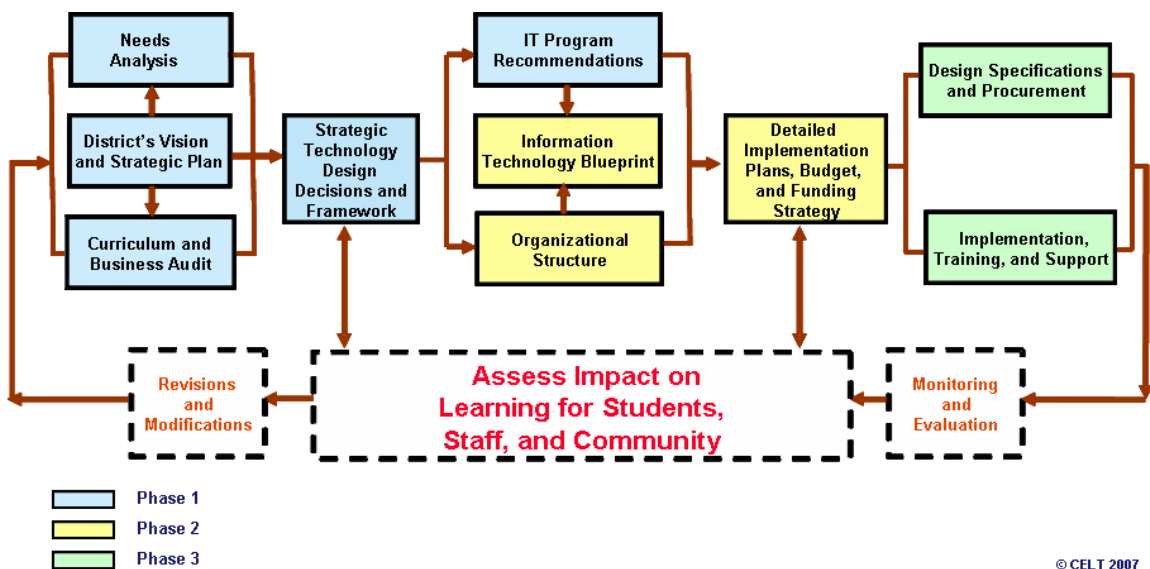 Needs
Analysis
District's Vision
and Strategic Plan
Curriculum and
Business Audit
Strategic
Technology
Design
Decisions and
Framework
IT Program
Recommendations
Information
Technology Blueprint
Organizational
Structure
Detailed
Implementation
Plans, Budget,
and Funding
Strategy
Design Specifications
and Procurement
Implementation,
Training, and Support
Revisions
and
Modifications
Assess Impact on
Learning for Students,
Staff, and Community
Monitoring
and
Evaluation
Phase 1
Phase 2
Phase 3
© CELT 2007